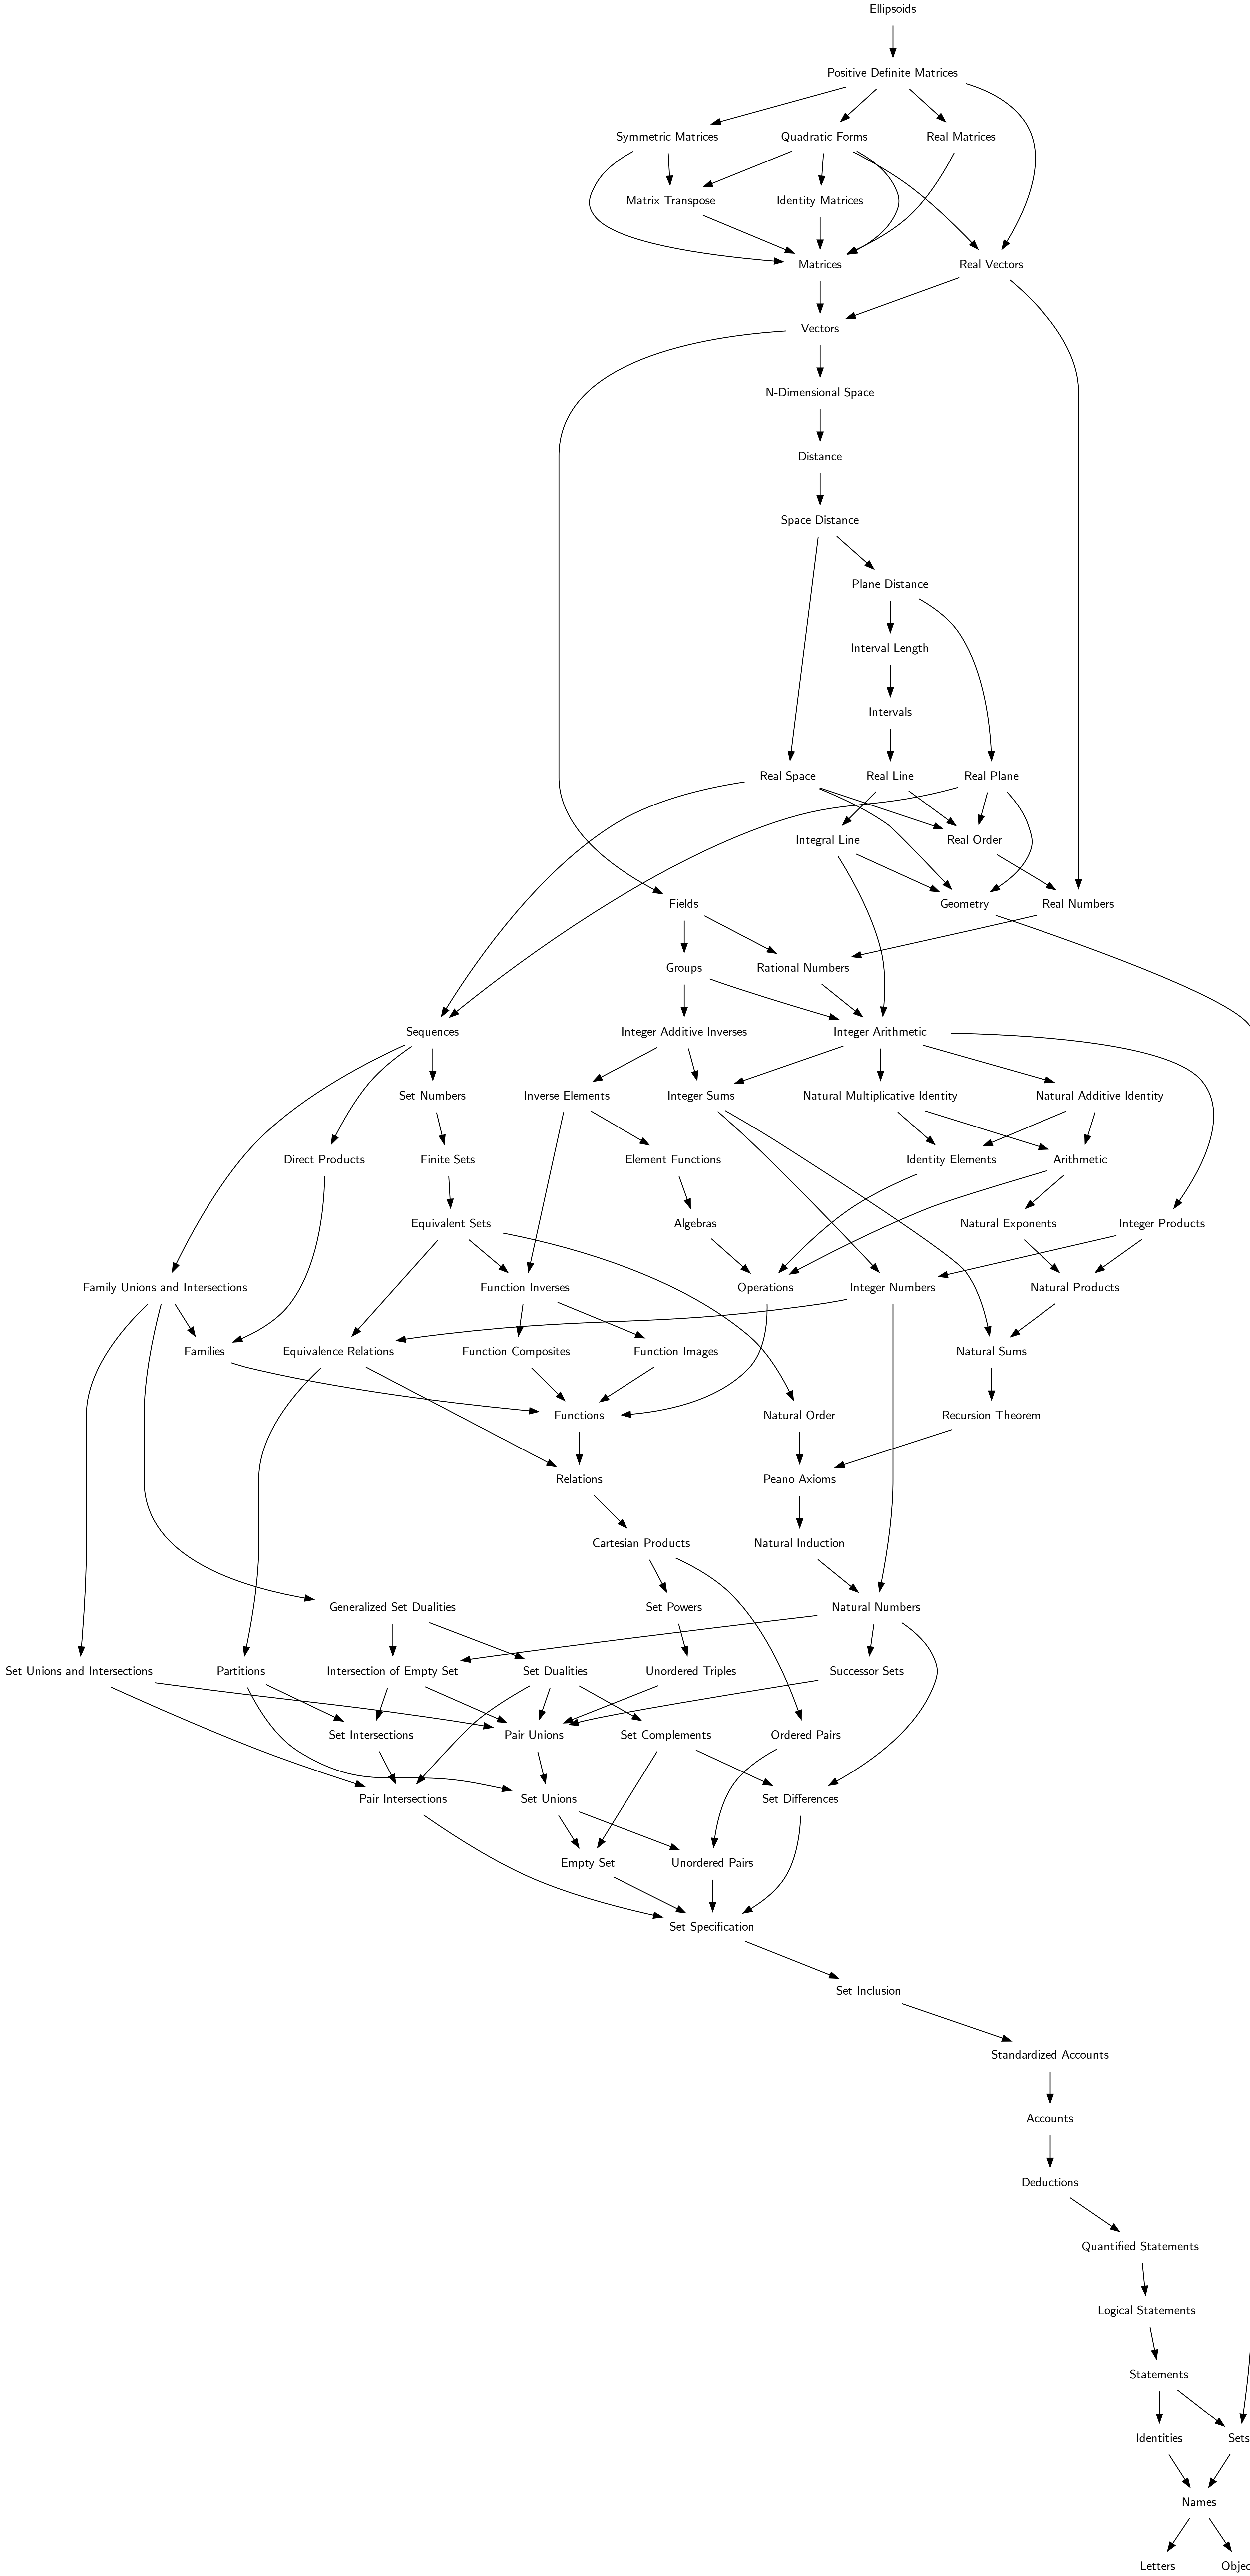 Ellipsoids
Positive Definite Matrices
Symmetric Matrices
Quadratic Forms
Real Matrices
Matrix Transpose
Identity Matrices
Matrices
Real Vectors
Vectors
N-Dimensional Space
Distance
Space Distance
Plane Distance
Interval Length
Intervals
Real Space
Real Line
Real Plane
Integral Line
Real Order
Fields
Geometry
Real Numbers
Groups
Rational Numbers
Sequences
Integer Additive Inverses
Integer Arithmetic
Set Numbers
Inverse Elements
Integer Sums
Natural Multiplicative Identity
Natural Additive Identity
Direct Products
Finite Sets
Element Functions
Identity Elements
Arithmetic
Equivalent Sets
Algebras
Natural Exponents
Integer Products
Family Unions and Intersections
Function Inverses
Operations
Integer Numbers
Natural Products
Families
Equivalence Relations
Function Composites
Function Images
Natural Sums
Functions
Natural Order
Recursion Theorem
Relations
Peano Axioms
Cartesian Products
Natural Induction
Generalized Set Dualities
Set Powers
Natural Numbers
Set Unions and Intersections
Partitions
Intersection of Empty Set
Set Dualities
Unordered Triples
Successor Sets
Set Intersections
Pair Unions
Set Complements
Ordered Pairs
Pair Intersections
Set Unions
Set Differences
Empty Set
Unordered Pairs
Set Specification
Set Inclusion
Standardized Accounts
Accounts
Deductions
Quantified Statements
Logical Statements
Statements
Identities
Sets
Names
Letters
Objec